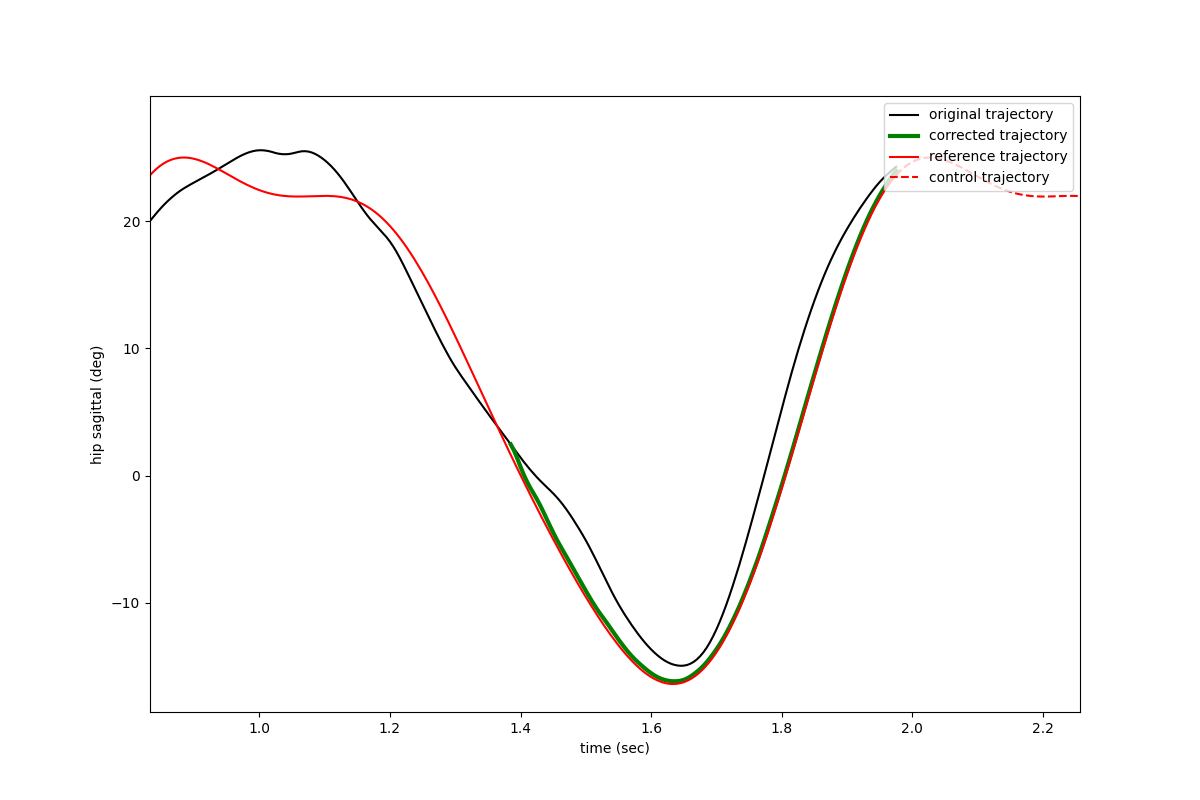 original trajectory
corrected trajectory
reference trajectory
control trajectory
20
10
0
−10
hip sagittal (deg)
1.0 1.2 1.4 1.6 1.8 2.0 2.2
time (sec)